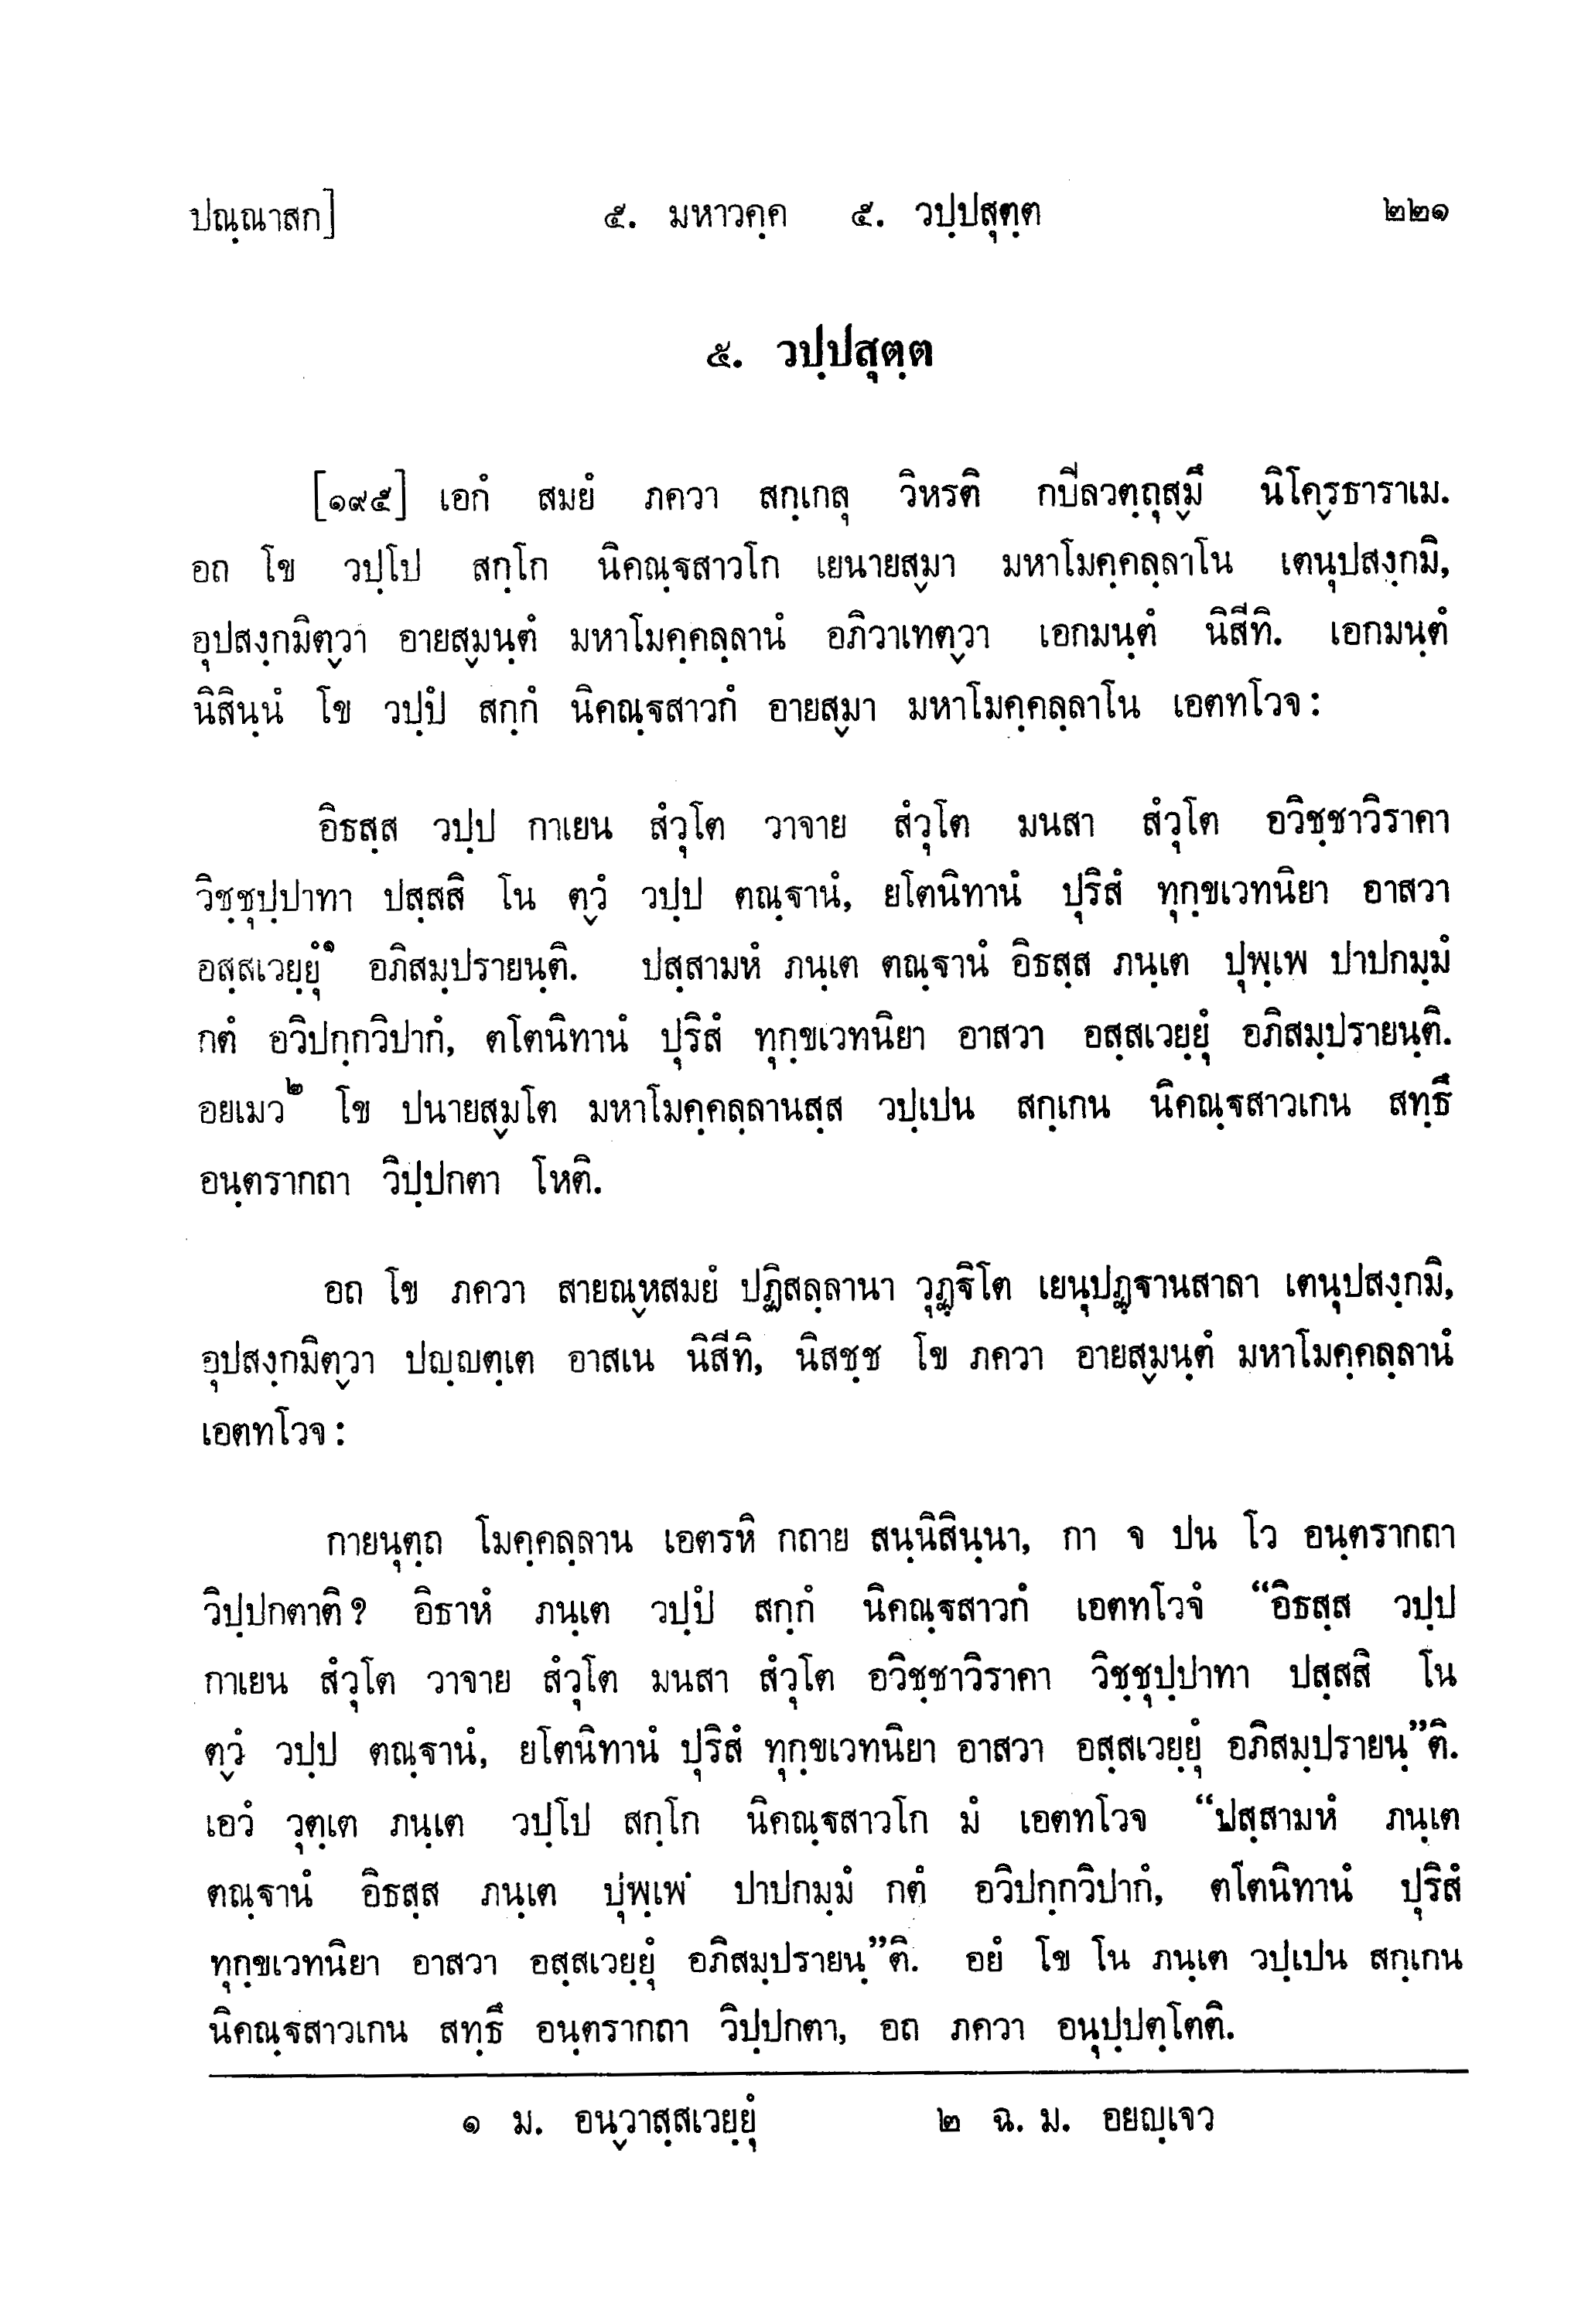 ปณฺณาสก] ๕. มหาวคฺค ๕. วปฺปสุตฺต ๒๒๑
๕. วปฺปสุตฺต
[๑๙๕] เอกํ สมยํ ภควา สกฺเกสุ วิหรติ กบิลวตฺถุสฺมึ นิโคฺรธาราเม.
อถ โข วปฺโป สกฺโก นิคณฺฐสาวโก เยนายสฺมา มหาโมคฺคลฺลาโน เตนุปสงฺกมิ,
อุปสงฺกมิตฺวา อายสฺมนฺตํ มหาโมคฺคลฺลานํ อภิวาเทตฺวา เอกมนฺตํ นิสีทิ. เอกมนฺตํ
นิสินฺนํ โข วปฺปํ สกฺกํ นิคณฺฐสาวกํ อายสฺมา มหาโมคฺคลฺลาโน เอตทโวจ :
อิธสฺส วปฺป กาเยน สํวุโต วาจาย สํวุโต มนสา สํวุโต อวิชฺชาวิราคา
วิชฺชุปฺปาทา ปสฺสสิ โน ตฺวํ วปฺป ตณฺฐานํ, ยโตนิทานํ ปุริสํ ทุกฺขเวทนิยา อาสวา
อสฺสเวยฺยุํ๑ อภิสมฺปรายนฺติ. ปสฺสามหํ ภนฺเต ตณฺฐานํ อิธสฺส ภนฺเต ปุพฺเพ ปาปกมฺมํ
กตํ อวิปกฺกวิปากํ, ตโตนิทานํ ปุริสํ ทุกฺขเวทนิยา อาสวา อสฺสเวยฺยุํ อภิสมฺปรายนฺติ.
อยเมว๒ โข ปนายสฺมโต มหาโมคฺคลฺลานสฺส วปฺเปน สกฺเกน นิคณฺฐสาวเกน สทฺธึ
อนฺตรากถา วิปฺปกตา โหติ.
อถ โข ภควา สายณฺหสมยํ ปฏิสลฺลานา วุฏฺฐิโต เยนุปฏฺฐานสาลา เตนุปสงฺกมิ,
อุปสงฺกมิตฺวา ปญฺญตฺเต อาสเน นิสีทิ, นิสชฺช โข ภควา อายสฺมนฺตํ มหาโมคฺคลฺลานํ
เอตทโวจ :
กายนุตฺถ โมคฺคลฺลาน เอตรหิ กถาย สนฺนิสินฺนา, กา จ ปน โว อนฺตรากถา
วิปฺปกตาติ ? อิธาหํ ภนฺเต วปฺปํ สกฺกํ นิคณฺฐสาวกํ เอตทโวจํ “อิธสฺส วปฺป
กาเยน สํวุโต วาจาย สํวุโต มนสา สํวุโต อวิชฺชาวิราคา วิชฺชุปฺปาทา ปสฺสสิ โน
ตฺวํ วปฺป ตณฺฐานํ, ยโตนิทานํ ปุริสํ ทุกฺขเวทนิยา อาสวา อสฺสเวยฺยุํ อภิสมฺปรายนฺ”ติ.
เอวํ วุตฺเต ภนฺเต วปฺโป สกฺโก นิคณฺฐสาวโก มํ เอตทโวจ “ปสฺสามหํ ภนฺเต
ตณฺฐานํ อิธสฺส ภนฺเต ปุพฺเพ ปาปกมฺมํ กตํ อวิปกฺกวิปากํ, ตโตนิทานํ ปุริสํ
ทุกฺขเวทนิยา อาสวา อสฺสเวยฺยุํ อภิสมฺปรายนฺ”ติ. อยํ โข โน ภนฺเต วปฺเปน สกฺเกน
นิคณฺฐสาวเกน สทฺธึ อนฺตรากถา วิปฺปกตา, อถ ภควา อนุปฺปตฺโตติ.
๑ ม. อนฺวาสฺสเวยฺยุํ ๒ ฉ. ม. อยญฺเจว